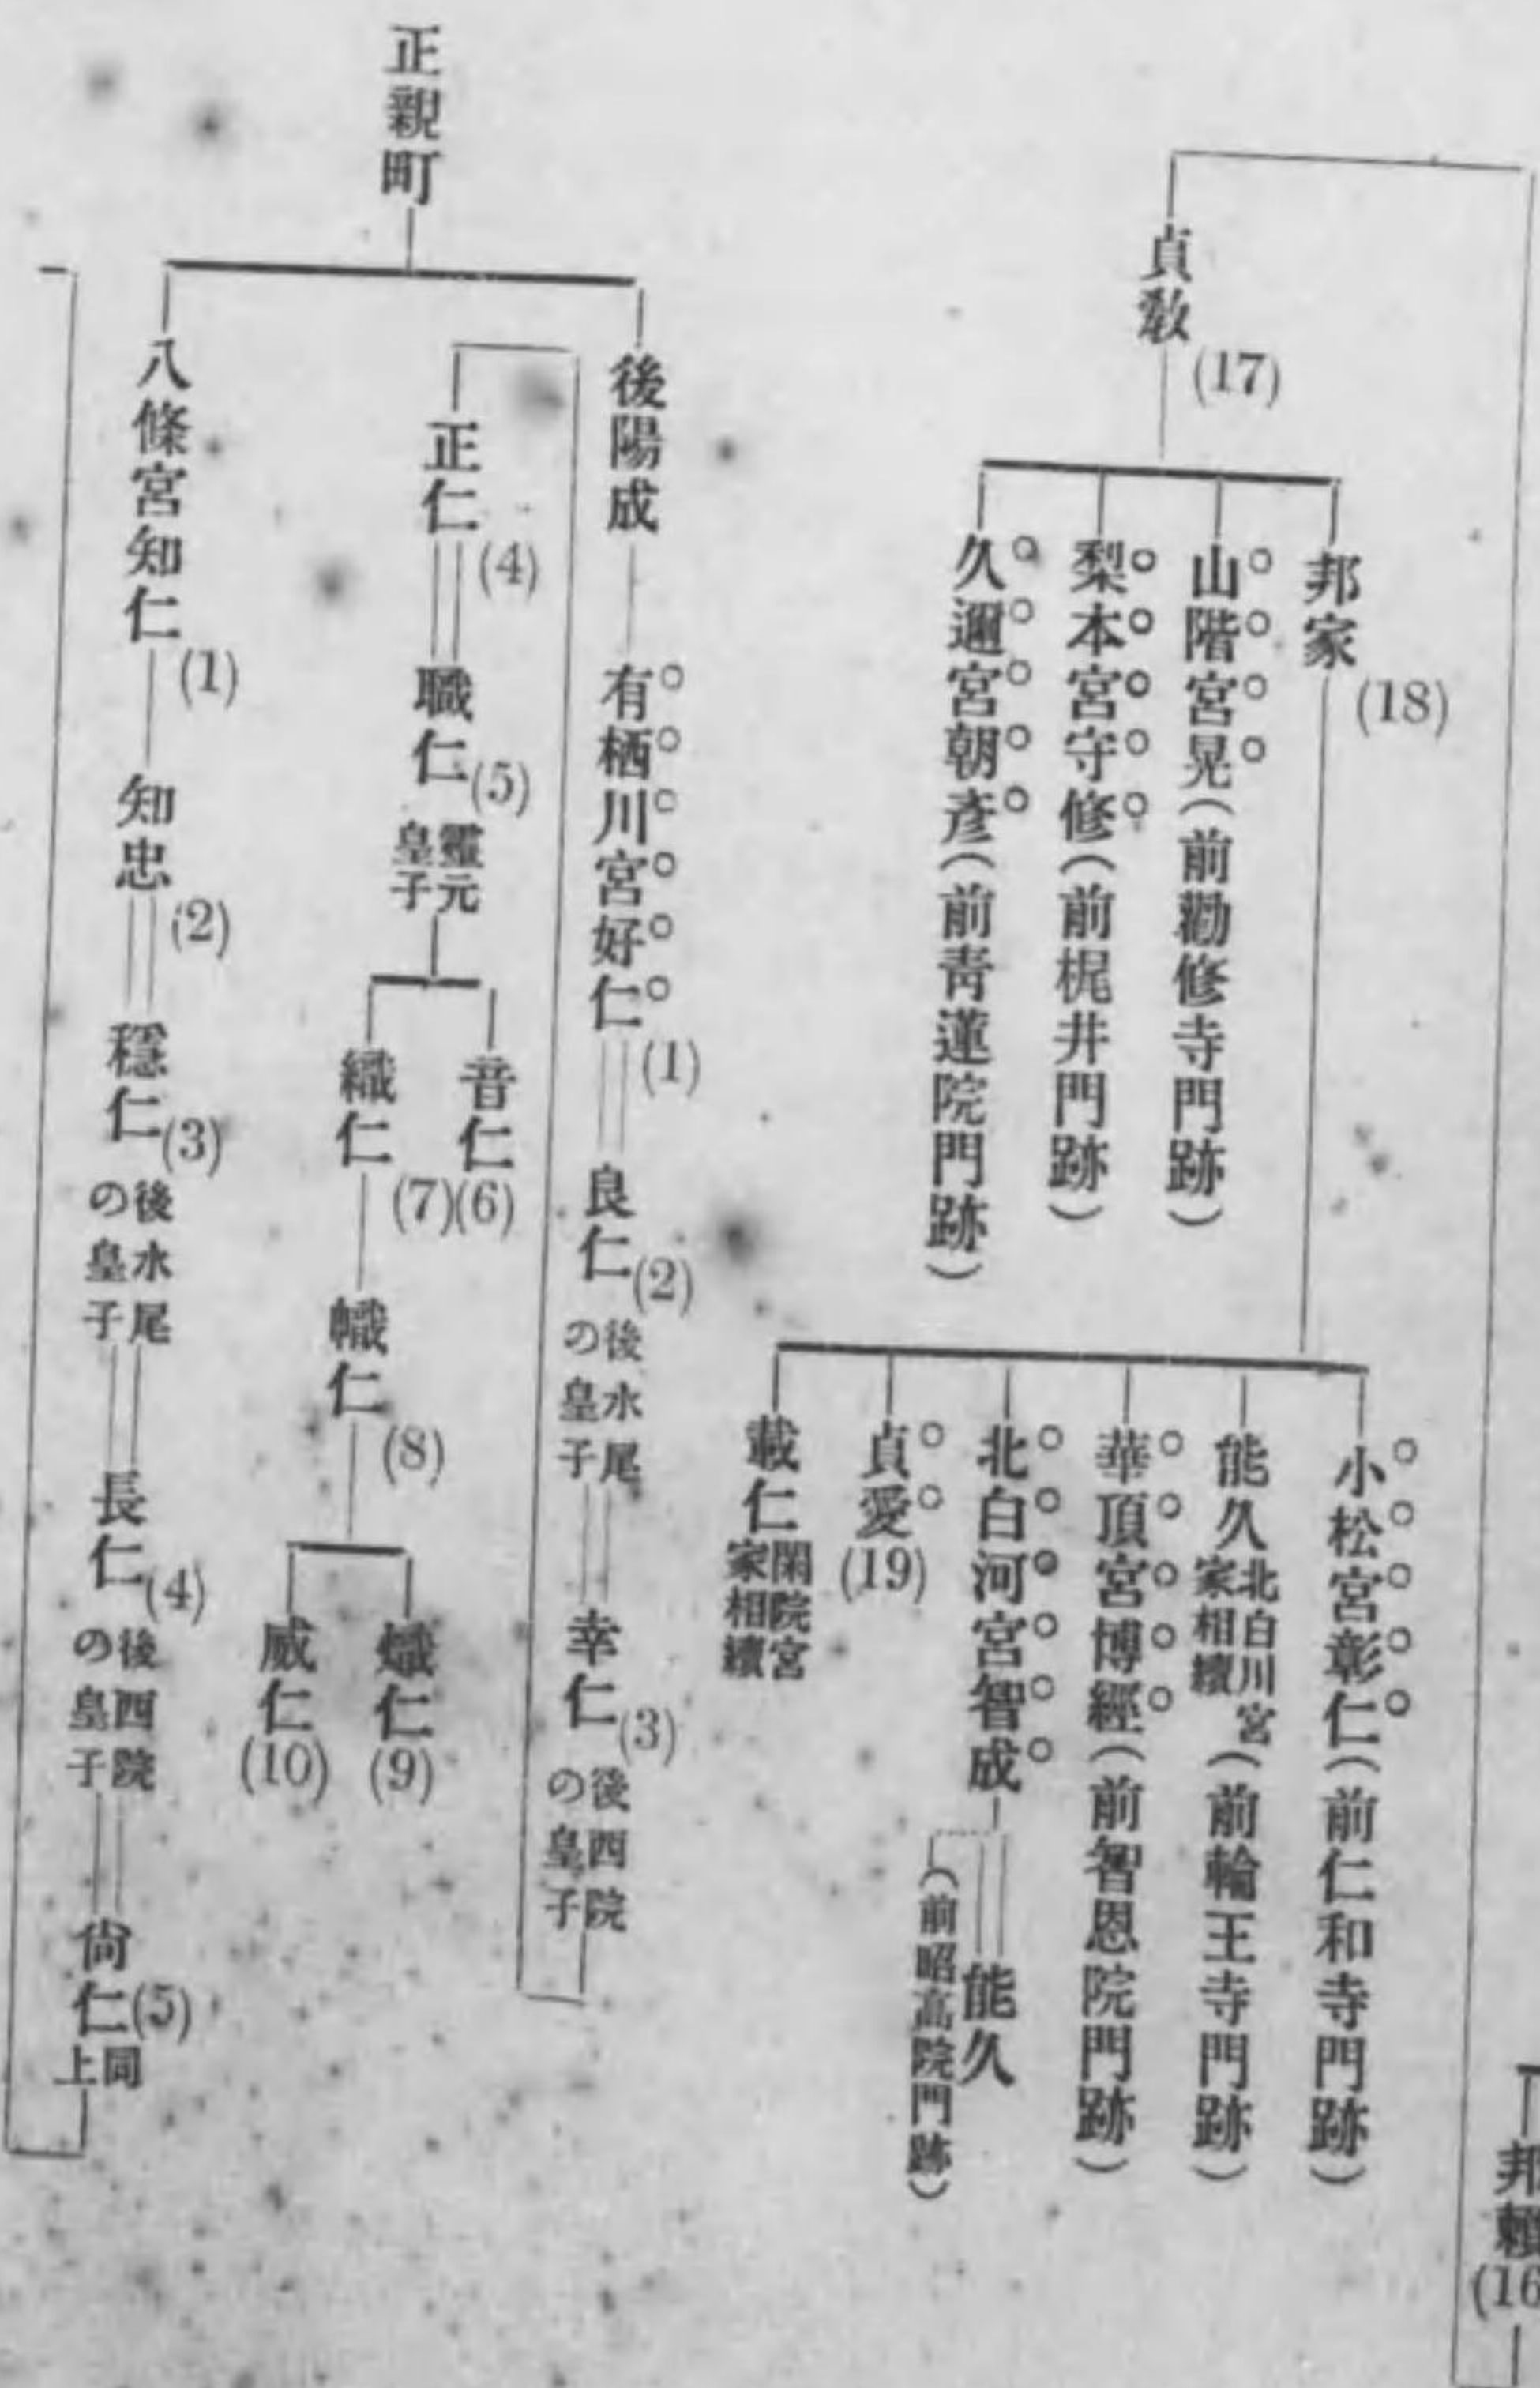 邦賴(16
貞敎(17)
邦家(18)
山階宮晃(前勸修寺門跡)
梨本宮守修(前梶井門跡)
久邇宮朝彥(前靑蓮院門跡)
小松宮彰仁(前仁和寺門跡)
能久北白川宮家相續(前輪王寺門跡)
華頂宮博經(前智恩院門跡)
北白河宮智成
能久
(前昭高院門跡)
貞愛(19)
載仁閑院宮家相續
正親町
後陽成
有栖川宮好仁(1)
良仁(2)後水尾の皇子
幸仁(3)後西院の皇子
正仁(4)
職仁(5)靈元皇子
音仁(6)
織仁(7)
幟仁(8)
熾仁(9)
威仁(10)
八條宮知仁(1)
知忠(2)
穩仁(3)後水尾の皇子
長仁(4)後西院の皇子
尙仁(5)同上